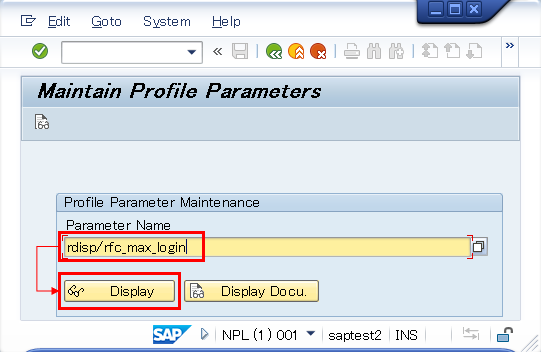 Edit Goto System Help
Maintain Profile Parameters
Profile Parameter Maintenance
Parameter Name
rdisp/rfc_max_login
Display Display Docu.
SAP NPL (1) 001 saptest2 INS